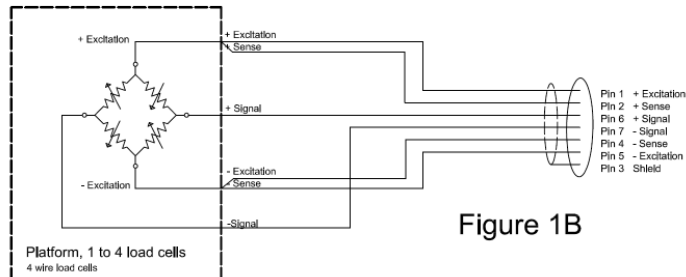 + Excitation
+ Excitation
+ Sense
+ Signal
- Excitation
- Excitation
+ Sense
-Signal
Platform, 1 to 4 load cells
4 wire load cells
Pin 1 + Excitation
Pin 2 + Sense
Pin 6 + Signal
Pin 7 - Signal
Pin 4 - Sense
Pin 5 - Excitation
Pin 3 Shield
Figure 1B